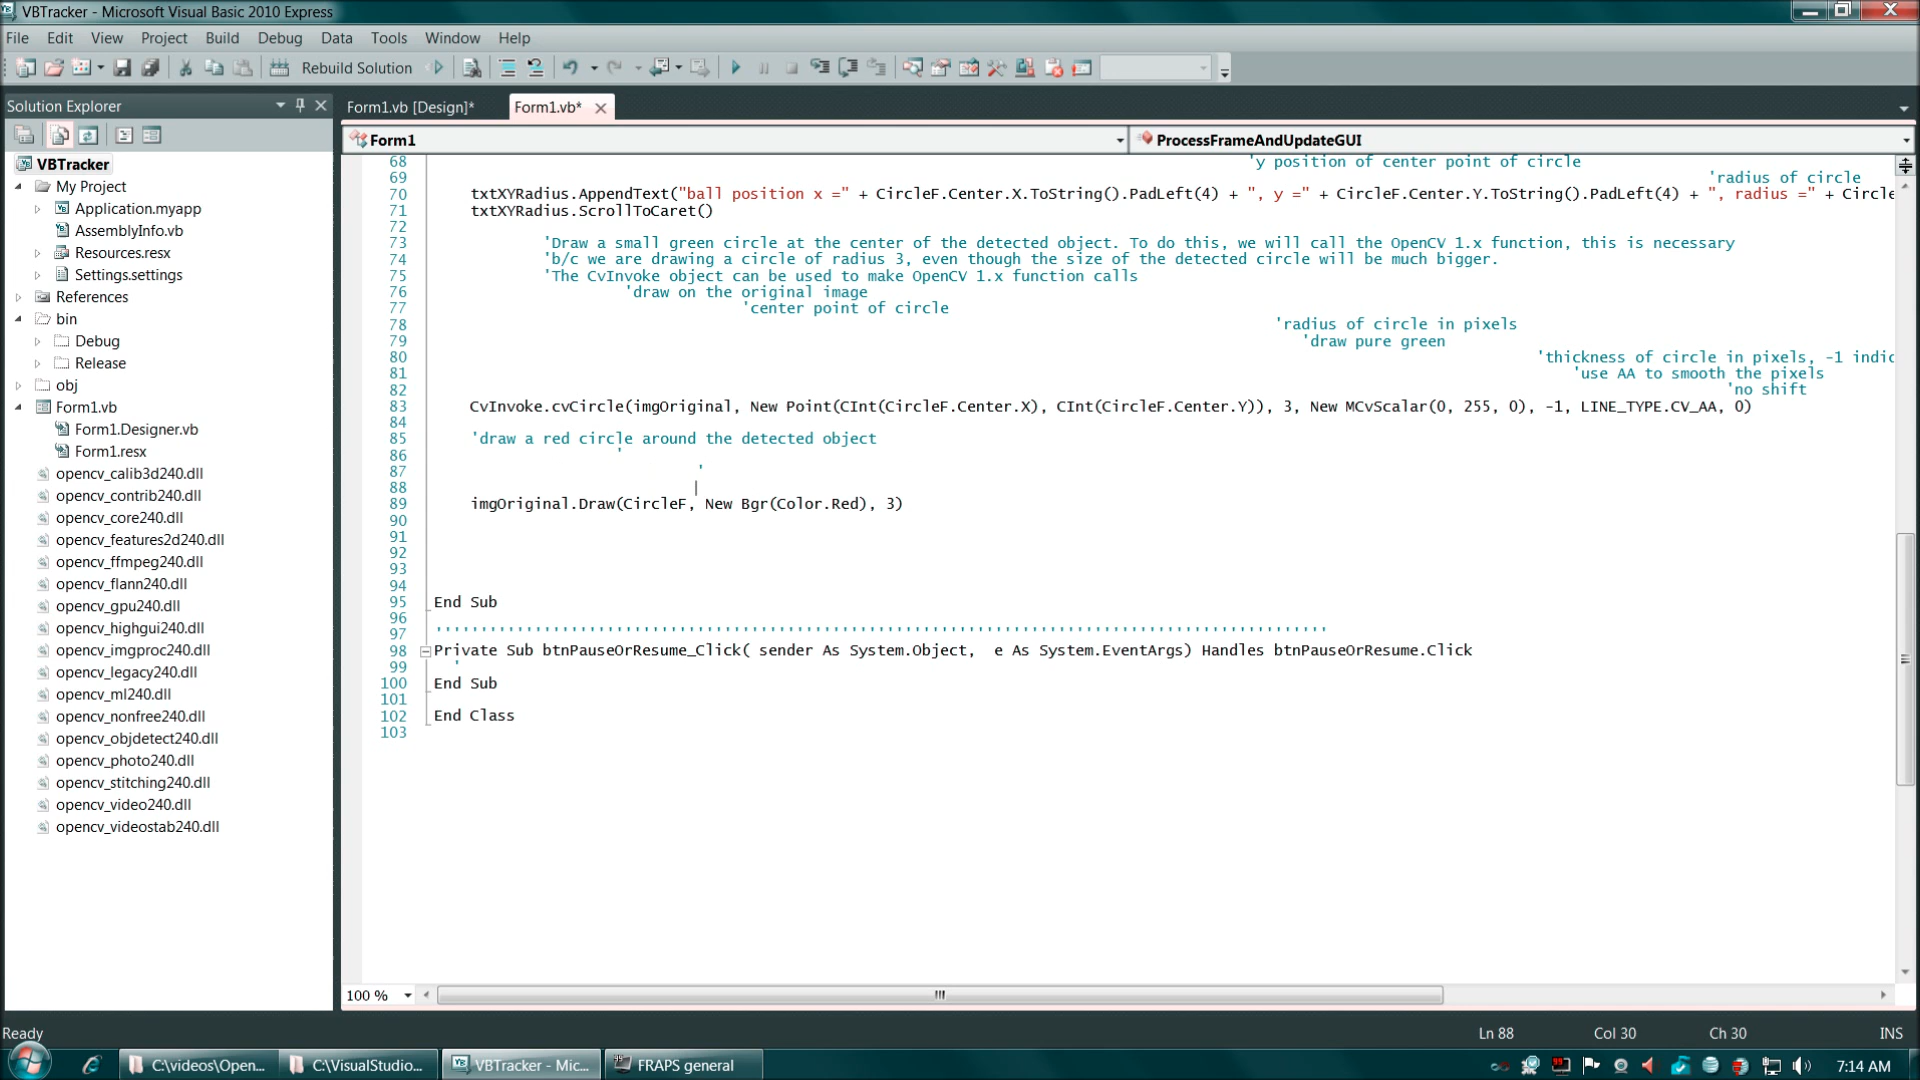 VBTracker - Microsoft Visual Basic 2010 Express
File Edit View Project Build Debug Data Tools Window Help
Rebuild Solution
Solution Explorer
Form1.vb [Design]* Form1.vb*
Form1 ProcessFrameAndUpdateGUI
VBTracker
My Project
Application.myapp
AssemblyInfo.vb
Resources.resx
Settings.settings
References
bin
Debug
Release
obj
Form1.vb
Form1.Designer.vb
Form1.resx
opencv_calib3d240.dll
opencv_contrib240.dll
opencv_core240.dll
opencv_features2d240.dll
opencv_ffmpeg240.dll
opencv_flann240.dll
opencv_gpu240.dll
opencv_highgui240.dll
opencv_imgproc240.dll
opencv_legacy240.dll
opencv_ml240.dll
opencv_nonfree240.dll
opencv_objdetect240.dll
opencv_photo240.dll
opencv_stitching240.dll
opencv_video240.dll
opencv_videostab240.dll
68 'y position of center point of circle
69 'radius of circle
70 txtXYRadius.AppendText("ball position x =" + CircleF.Center.X.ToString().PadLeft(4) + ", y =" + CircleF.Center.Y.ToString().PadLeft(4) + ", radius =" + Circle
71 txtXYRadius.ScrollToCaret()
72
73 'Draw a small green circle at the center of the detected object. To do this, we will call the OpenCV 1.x function, this is necessary
74 'b/c we are drawing a circle of radius 3, even though the size of the detected circle will be much bigger.
75 'The CvInvoke object can be used to make OpenCV 1.x function calls
76 'draw on the original image
77 'center point of circle
78 'radius of circle in pixels
79 'draw pure green
80 'thickness of circle in pixels, -1 indic
81 'use AA to smooth the pixels
82 'no shift
83 CvInvoke.cvCircle(imgOriginal, New Point(CInt(CircleF.Center.X), CInt(CircleF.Center.Y)), 3, New MCvScalar(0, 255, 0), -1, LINE_TYPE.CV_AA, 0)
84
85 'draw a red circle around the detected object
86 '
87 '
88
89 imgOriginal.Draw(CircleF, New Bgr(Color.Red), 3)
90
91
92
93
94
95 End Sub
96
97 ''''''''''''''''''''''''''''''''''''''''''''''''''''''''''''''''''''''''''''''''''''''''''''''''''''
98 Private Sub btnPauseOrResume_Click( sender As System.Object, e As System.EventArgs) Handles btnPauseOrResume.Click
99 '
100 End Sub
101
102 End Class
103
100 %
Ready Ln 88 Col 30 Ch 30 INS
C:\videos\Open... C:\VisualStudio... VBTracker - Mic... FRAPS general 7:14 AM